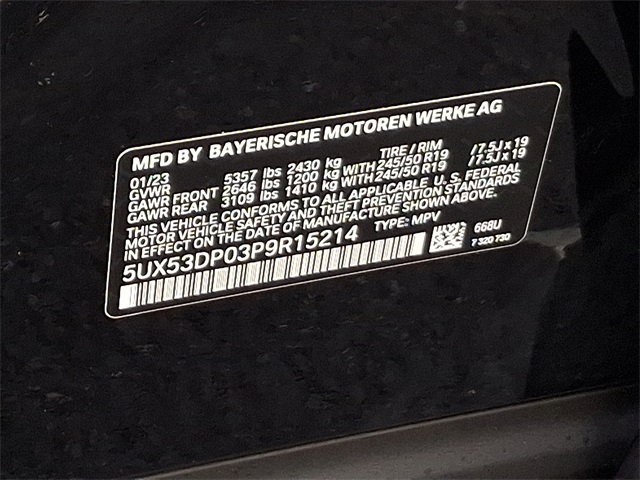 MFD BY BAYERISCHE MOTOREN WERKE AG
01/23 TIRE / RIM
GVWR 5357 lbs 2430 kg
GAWR FRONT 2646 lbs 1200 kg WITH 245/50 R19 /7.5J x 19
GAWR REAR 3109 lbs 1410 kg WITH 245/50 R19 /7.5J x 19
THIS VEHICLE CONFORMS TO ALL APPLICABLE U.S. FEDERAL
MOTOR VEHICLE SAFETY AND THEFT PREVENTION STANDARDS
IN EFFECT ON THE DATE OF MANUFACTURE SHOWN ABOVE.
5UX53DP03P9R15214 TYPE: MPV
668U
7 320 730